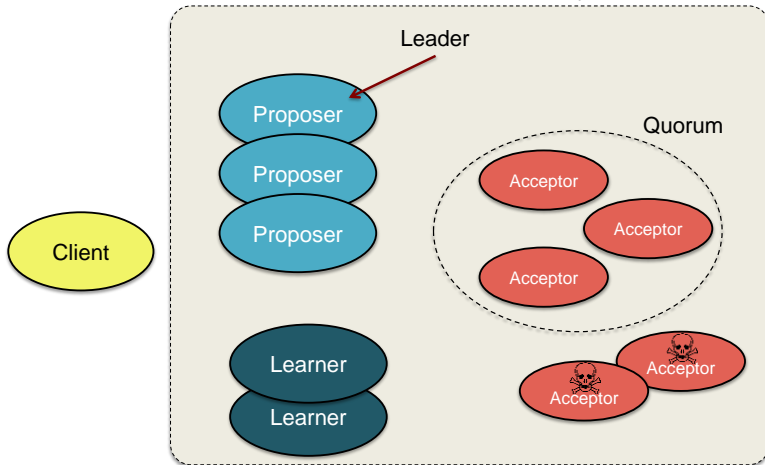 Leader
Proposer
Proposer
Proposer
Quorum
Acceptor
Acceptor
Acceptor
Client
Learner
Learner
Acceptor
Acceptor